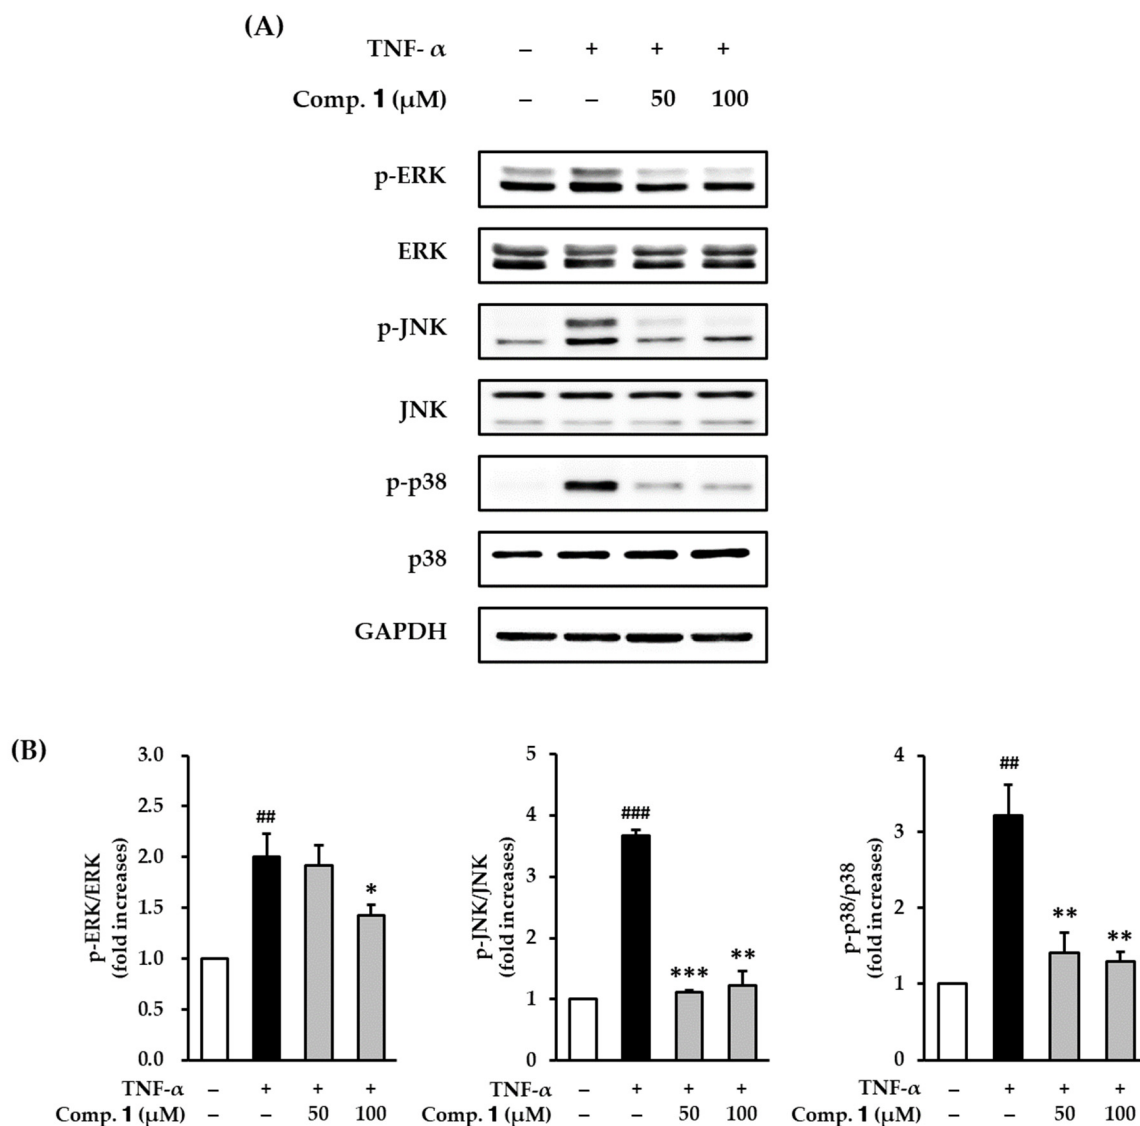 (A)
TNF- α – + + +
Comp. 1 (μM) – – 50 100
p-ERK
ERK
p-JNK
JNK
p-p38
p38
GAPDH
(B)
p-ERK/ERK
(fold increases)
3.0
2.5
2.0
1.5
1.0
0.5
0.0
##
*
TNF-α – + + +
Comp. 1 (μM) – – 50 100
p-JNK/JNK
(fold increases)
5
4
3
2
1
0
###
***
**
TNF-α – + + +
Comp. 1 (μM) – – 50 100
p-p38/p38
(fold increases)
4
3
2
1
0
##
**
**
TNF-α – + + +
Comp. 1 (μM) – – 50 100